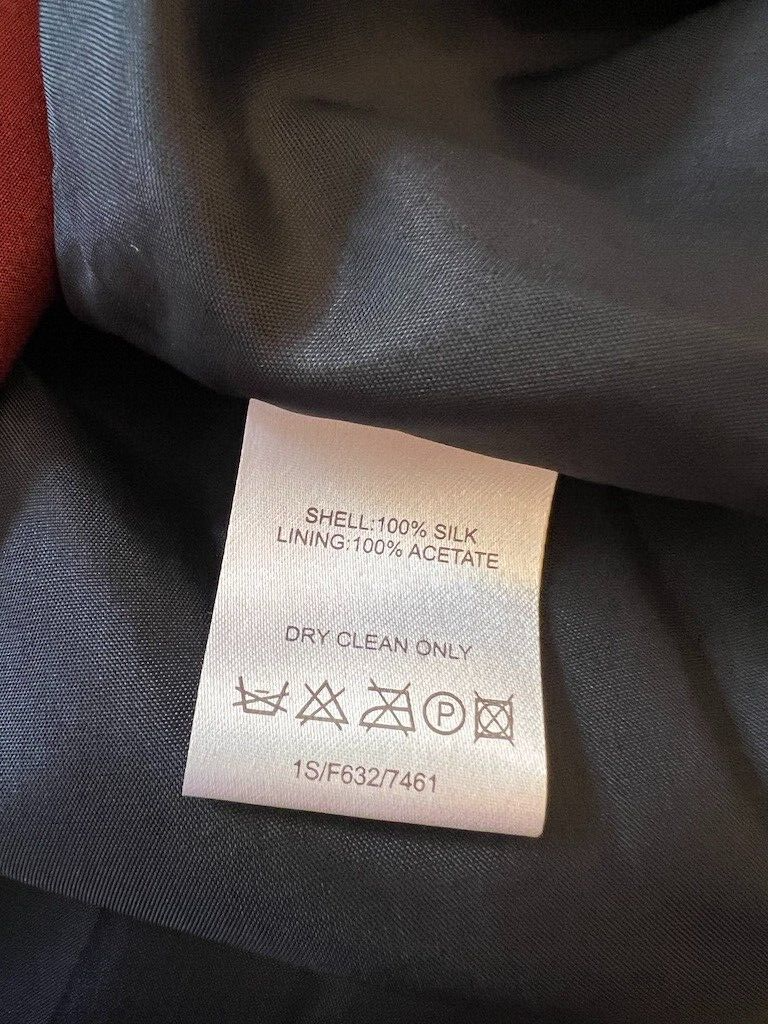 SHELL:100% SILK
LINING:100% ACETATE
DRY CLEAN ONLY
P
1S/F632/7461